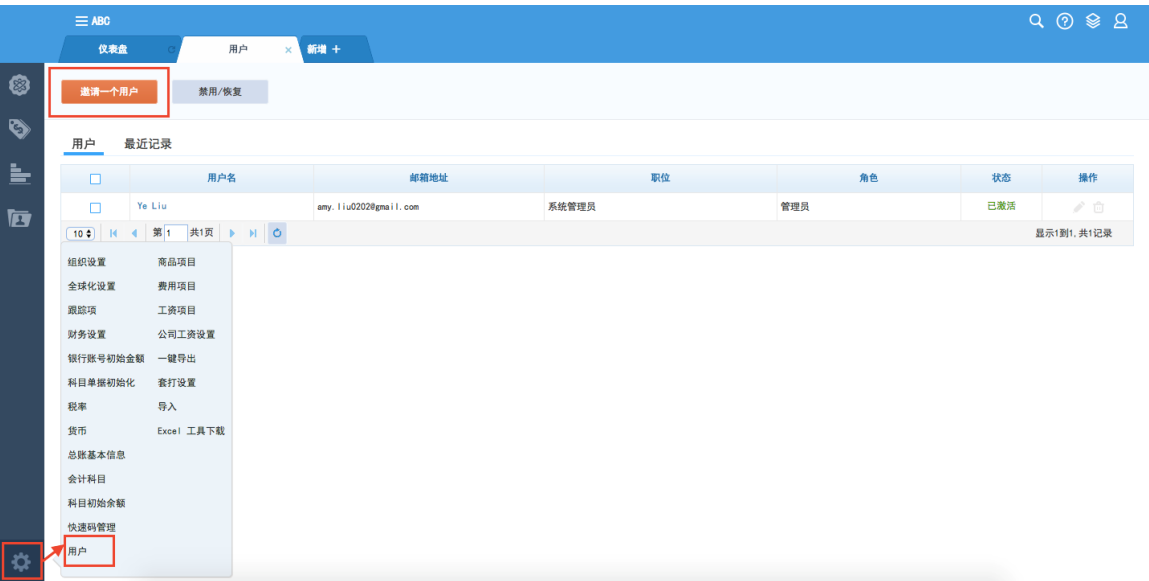 ABC
仪表盘 用户 × 新增 +
邀请一个用户 禁用/恢复
用户 最近记录
用户名 邮箱地址 职位 角色 状态 操作
Ye Liu amy.liu0202@gmail.com 系统管理员 管理员 已激活
10 第 1 共1页 显示1到1,共1记录
组织设置 商品项目
全球化设置 费用项目
跟踪项 工资项目
财务设置 公司工资设置
银行账号初始金额 一键导出
科目单据初始化 套打设置
税率 导入
货币 Excel 工具下载
总账基本信息
会计科目
科目初始余额
快速码管理
用户